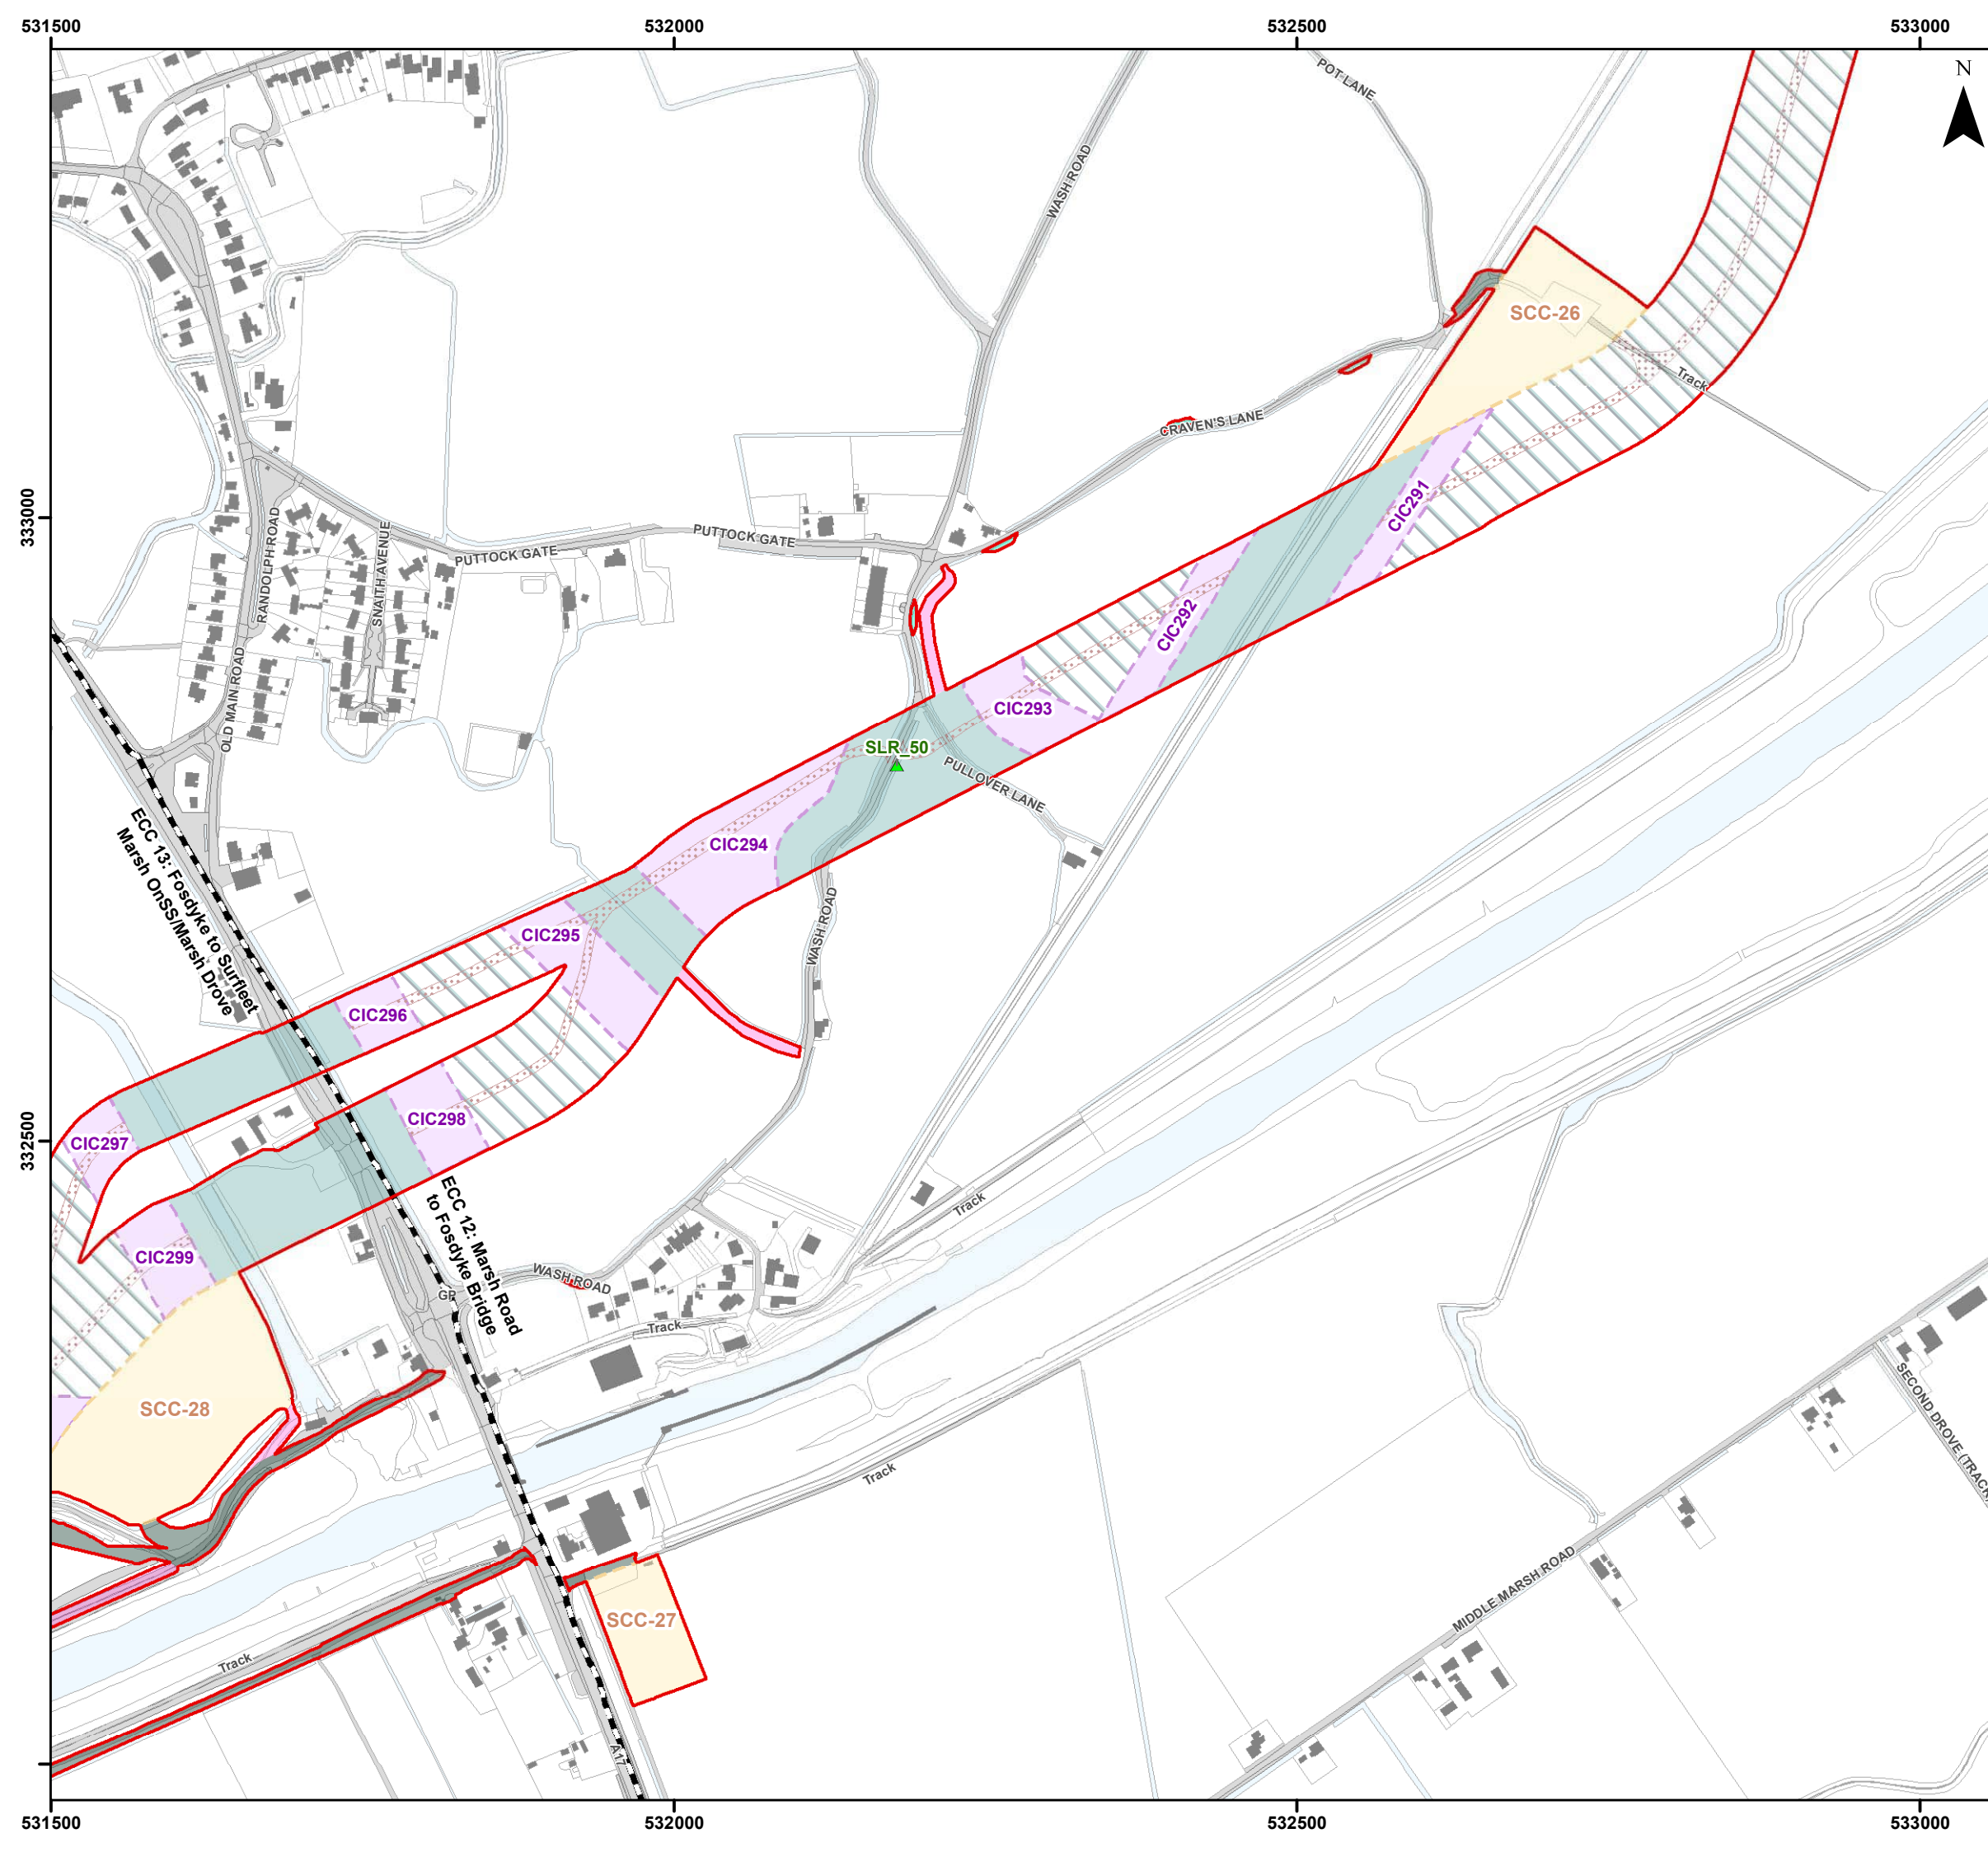 531500
532000
532500
533000
N
POT LANE
WASH ROAD
SCC-26
Track
CRAVEN'S LANE
333000
CIC291
PUTTOCK GATE
PUTTOCK GATE
RANDOLPH ROAD
SNAITH AVENUE
CIC292
OLD MAIN ROAD
CIC293
SLR_50
PULLOVER LANE
CIC294
ECC 13: Fosdyke to Surfleet
Marsh OnSS/Marsh Drove
WASH ROAD
CIC295
CIC296
CIC298
CIC297
332500
ECC 12: Marsh Road
to Fosdyke Bridge
Track
CIC299
WASH ROAD
GP
Track
SCC-28
SECOND DROVE (TRACK
Track
MIDDLE MARSH ROAD
SCC-27
Track
A17
531500
532000
532500
533000